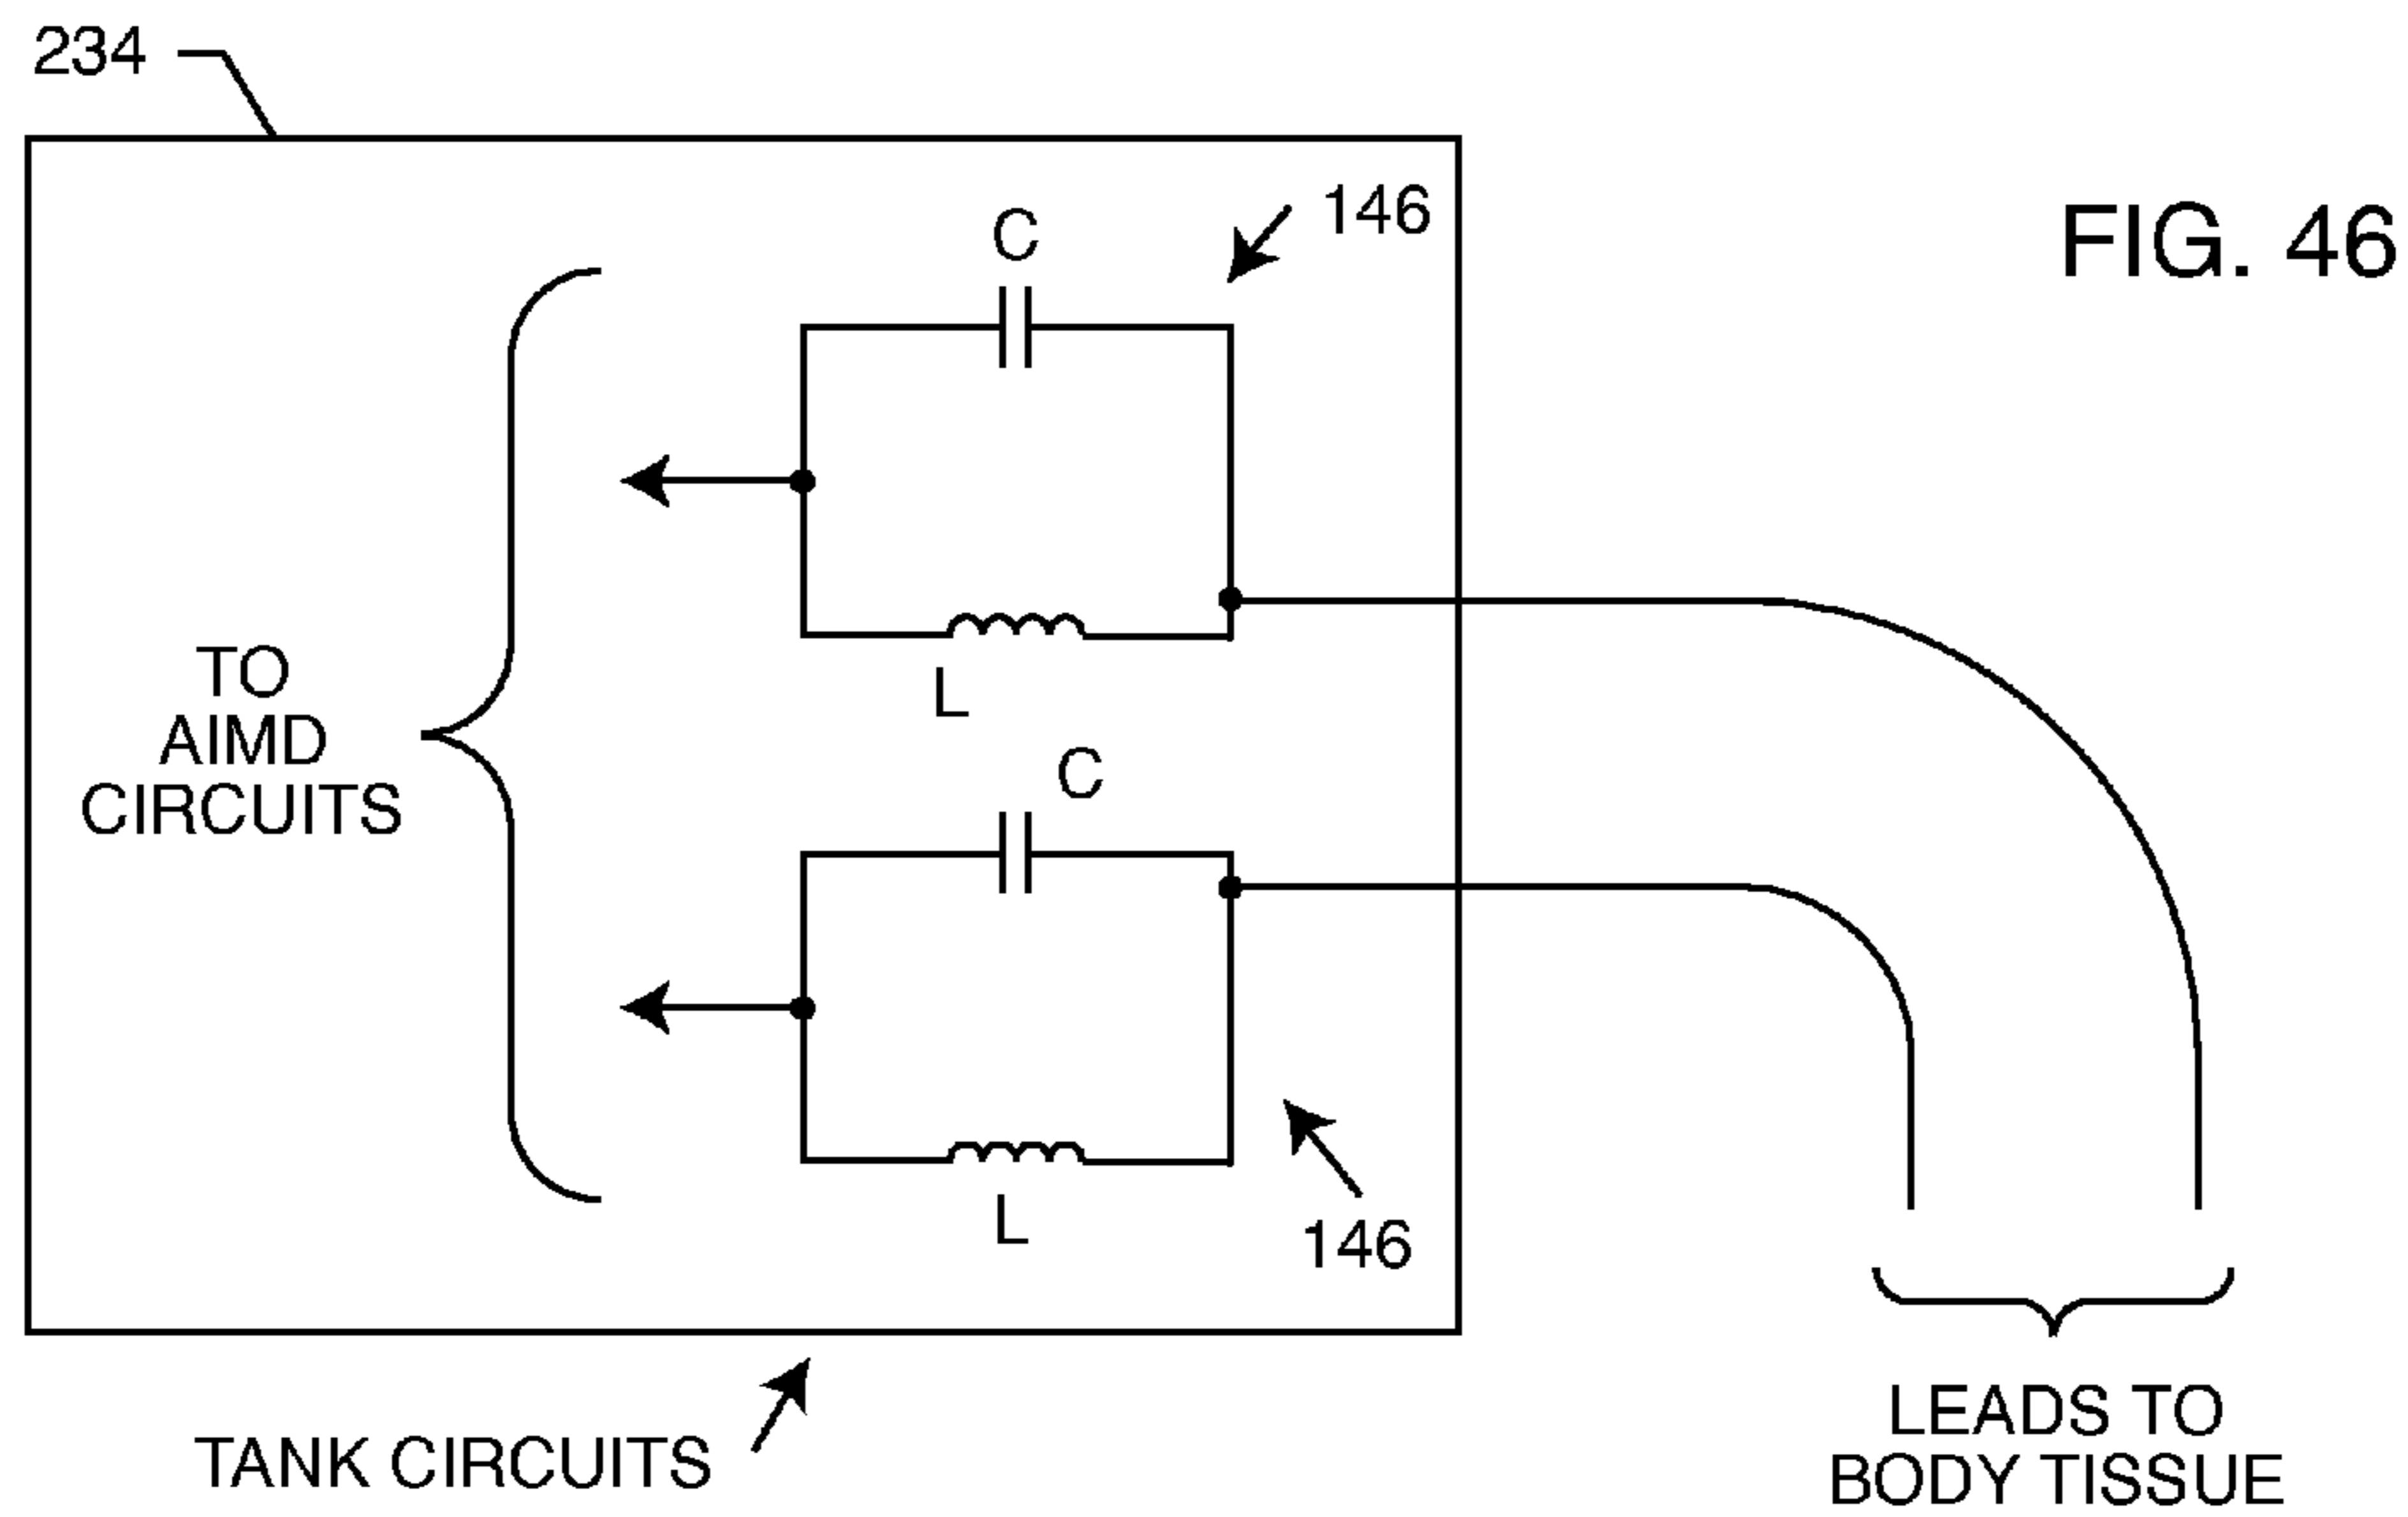 234
C
146
FIG. 46
L
TO
AIMD
CIRCUITS
C
L
146
TANK CIRCUITS
LEADS TO
BODY TISSUE